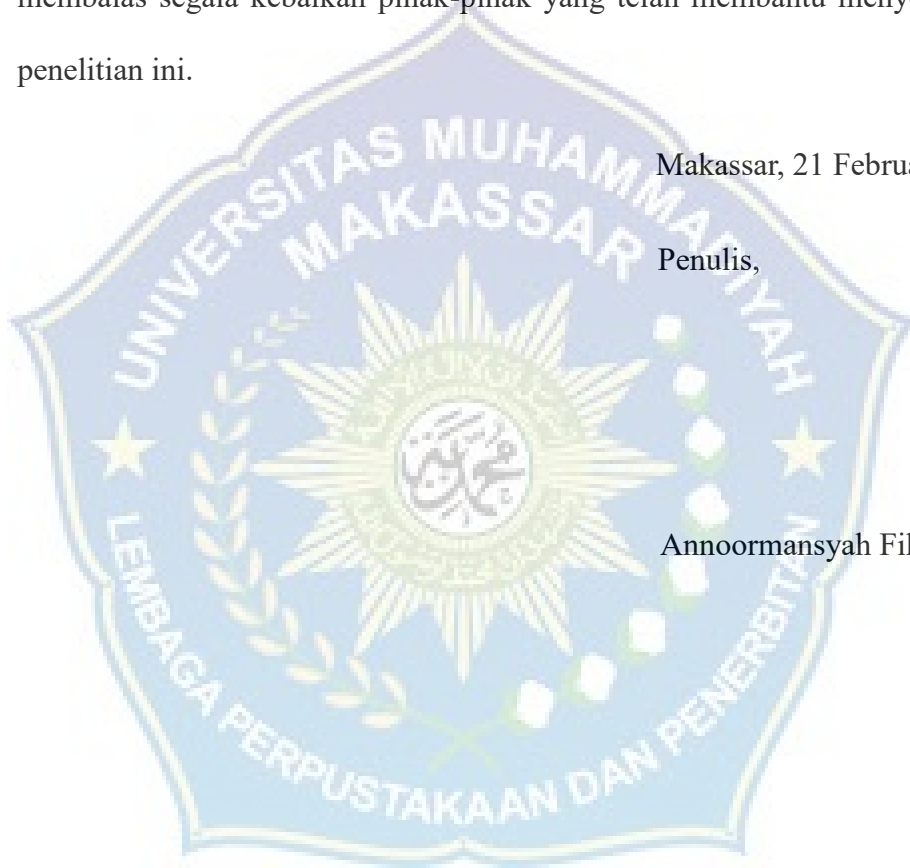 membalas segala kebaikan pihak-pihak yang telah membantu
penelitian ini.
UNIVERSITAS MUHAMMADIYAH
MAKASSAR
Makassar, 21
Penulis,
Annoormansyah
LEMBAGA PERPUSTAKAAN DAN PENERBITAN